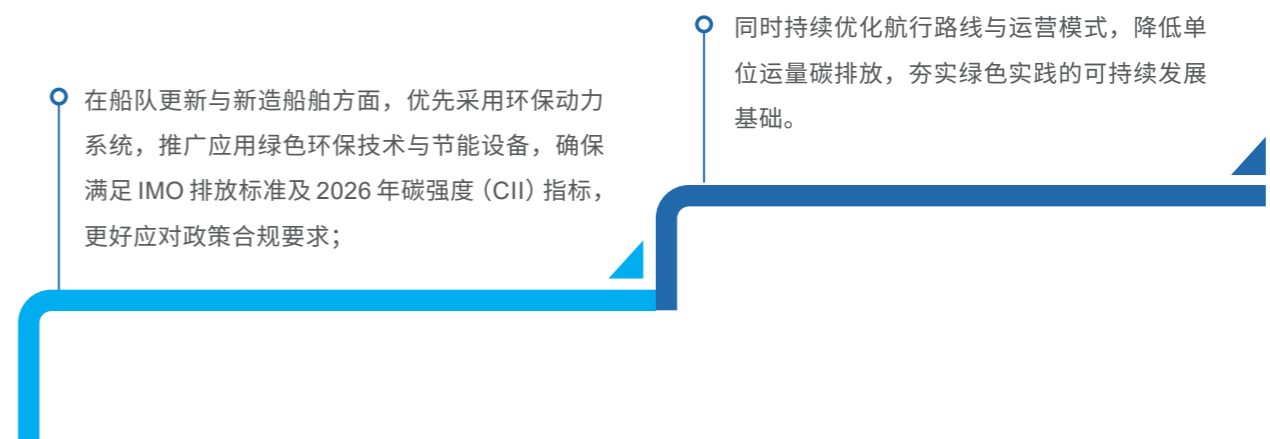 在船队更新与新造船舶方面，优先采用环保动力
系统，推广应用绿色环保技术与节能设备，确保
满足 IMO 排放标准及 2026 年碳强度（CII）指标，
更好应对政策合规要求；
同时持续优化航行路线与运营模式，降低单
位运量碳排放，夯实绿色实践的可持续发展
基础。